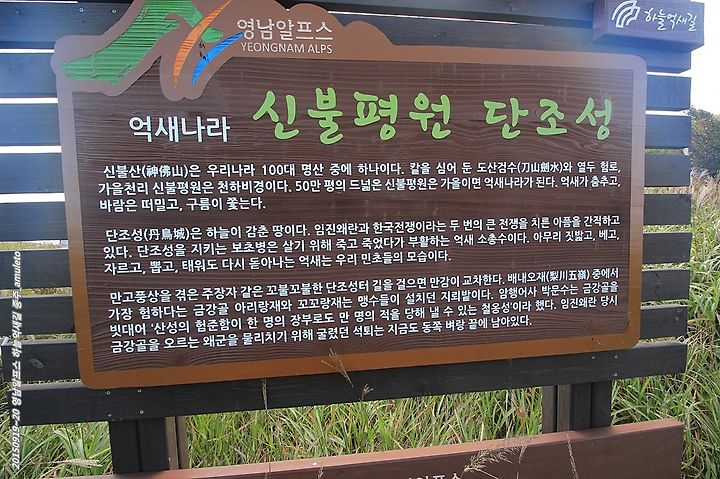 영남알프스
YEONGNAM ALPS
하늘억새길
억새나라 신불평원 단조성
신불산(神佛山)은 우리나라 100대 명산 중에 하나이다. 칼을 심어 둔 도산검수(刀山劍水)와 열두 험로,
가을천리 신불평원은 천하비경이다. 50만 평의 드넓은 신불평원은 가을이면 억새나라가 된다. 억새가 춤추고,
바람은 떠밀고, 구름이 쫓는다.
단조성(丹鳥城)은 하늘이 감춘 땅이다. 임진왜란과 한국전쟁이라는 두 번의 큰 전쟁을 치른 아픔을 간직하고
있다. 단조성을 지키는 보초병은 살기 위해 죽고 죽었다가 부활하는 억새 소총수이다. 아무리 짓밟고, 베고,
자르고, 뽑고, 태워도 다시 돋아나는 억새는 우리 민초들의 모습이다.
만고풍상을 겪은 주장자 같은 꼬불꼬불한 단조성터 길을 걸으면 만감이 교차한다. 배내오재(梨川五嶺) 중에서
가장 험하다는 금강골 아리랑재와 꼬꼬랑재는 맹수들이 설치던 지뢰밭이다. 암행어사 박문수는 금강골을
빗대어 '산성의 험준함이 한 명의 장부로도 만 명의 적을 당해 낼 수 있는 철옹성이라 했다. 임진왜란 당시
금강골을 오르는 왜군을 물리치기 위해 굴렸던 석퇴는 지금도 동쪽 벼랑 끝에 남아있다.
20150919~20 영남알프스 하늘억새길 종주 amuleto